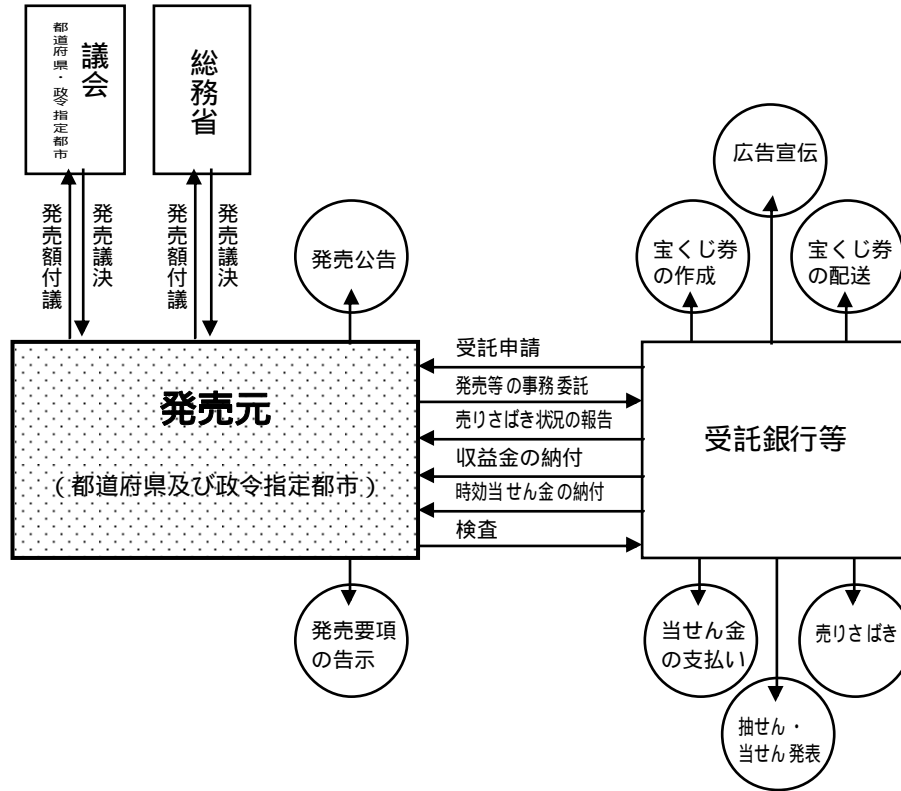 議会
都道府県・政令指定都市
総務省
発売額付議
発売議決
発売額付議
発売議決
発売公告
広告宣伝
宝くじ券
の作成
宝くじ券
の配送
発売元
(都道府県及び政令指定都市)
受託申請
発売等の事務委託
売りさばき状況の報告
収益金の納付
時効当せん金の納付
検査
受託銀行等
発売要項
の告示
当せん金
の支払い
売りさばき
抽せん・
当せん発表